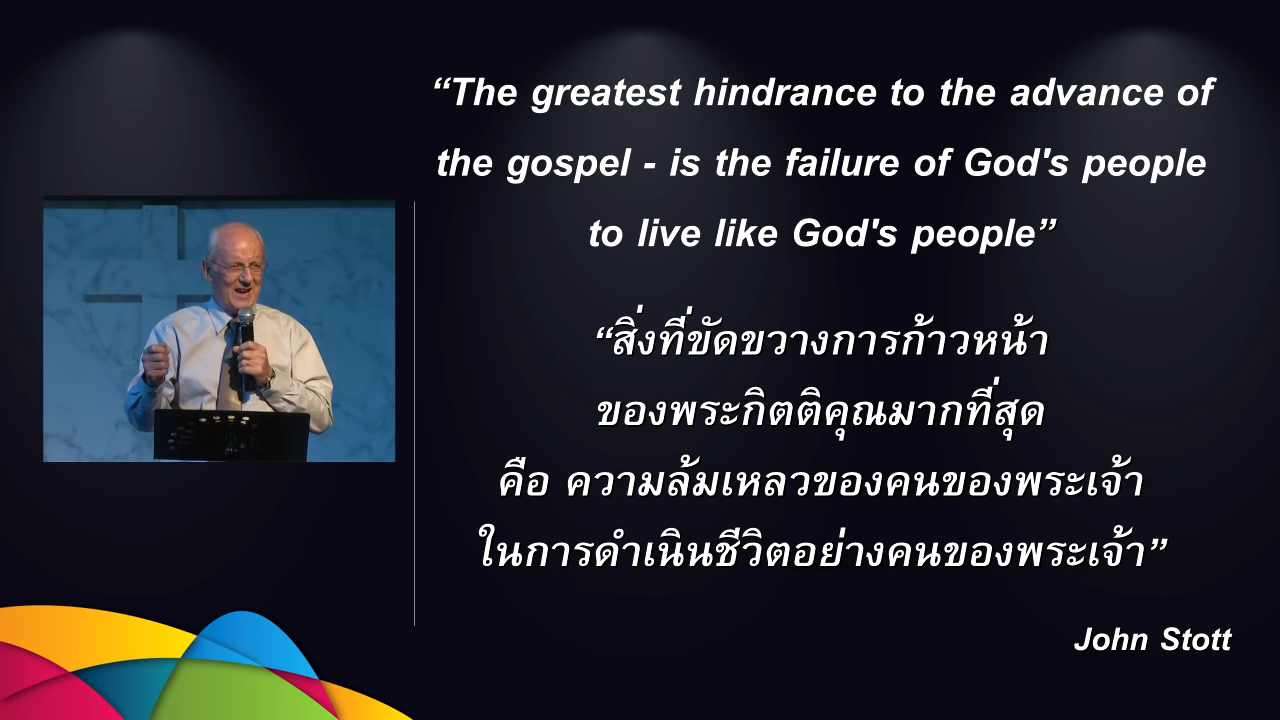 “The greatest hindrance to the advance of
the gospel - is the failure of God's people
to live like God's people”
“สิ่งที่ขัดขวางการก้าวหน้า
ของพระกิตติคุณมากที่สุด
คือ ความล้มเหลวของคนของพระเจ้า
ในการดำเนินชีวิตอย่างคนของพระเจ้า”
John Stott